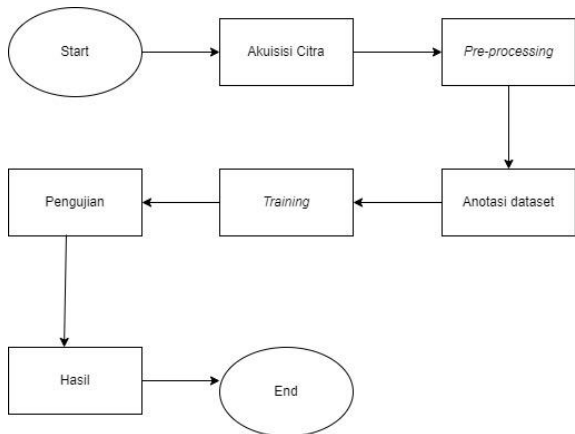 Start
Akuisisi Citra
Pre-processing
Anotasi dataset
Training
Pengujian
Hasil
End